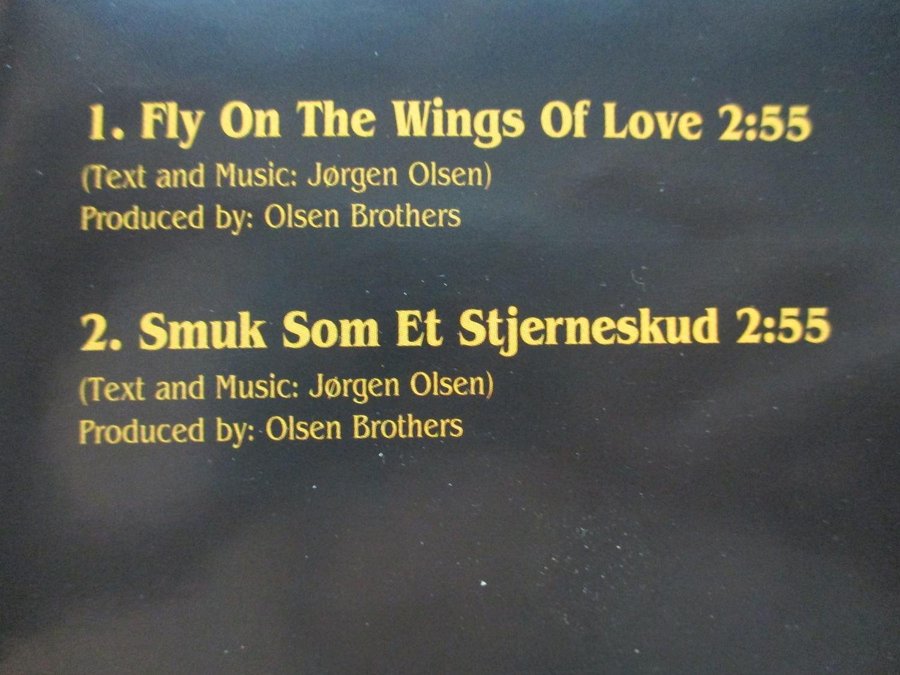 1. Fly On The Wings Of Love 2:55
(Text and Music: Jørgen Olsen)
Produced by: Olsen Brothers
2. Smuk Som Et Stjerneskud 2:55
(Text and Music: Jørgen Olsen)
Produced by: Olsen Brothers